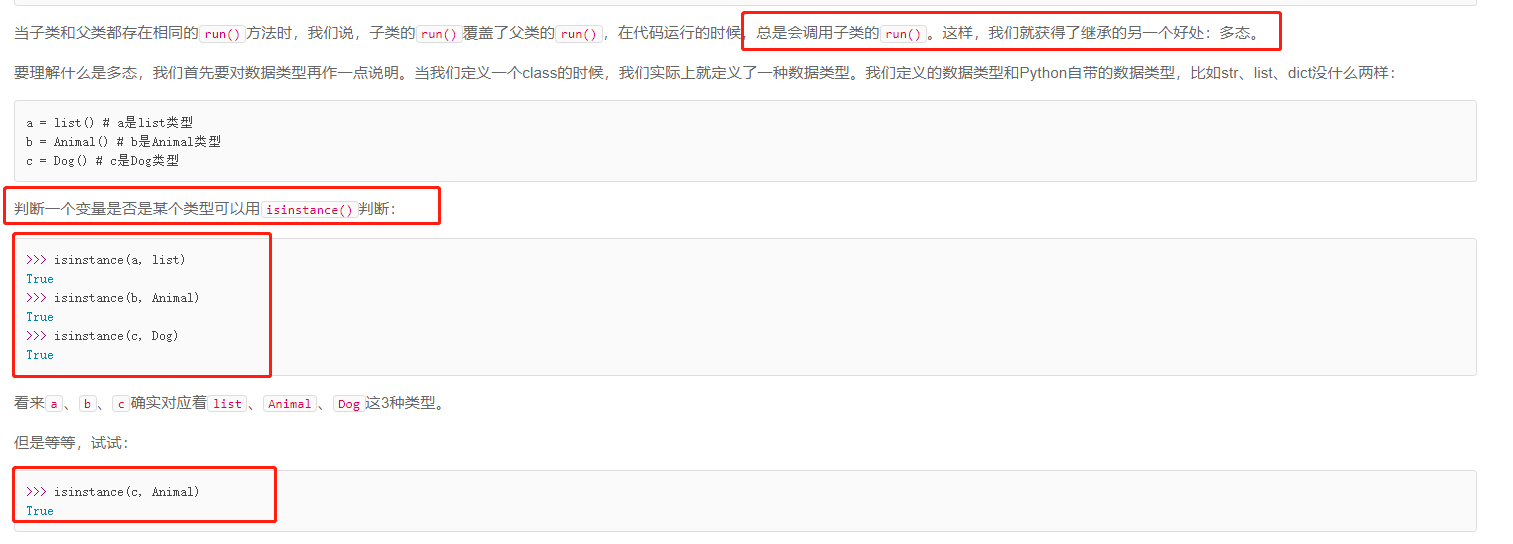 当子类和父类都存在相同的run()方法时，我们说，子类的run()覆盖了父类的run()，在代码运行的时候，总是会调用子类的run()。这样，我们就获得了继承的另一个好处：多态。
要理解什么是多态，我们首先要对数据类型再作一点说明。当我们定义一个class的时候，我们实际上就定义了一种数据类型。我们定义的数据类型和Python自带的数据类型，比如str、list、dict没什么两样：
a = list() # a是list类型
b = Animal() # b是Animal类型
c = Dog() # c是Dog类型
判断一个变量是否是某个类型可以用isinstance()判断：
>>> isinstance(a, list)
True
>>> isinstance(b, Animal)
True
>>> isinstance(c, Dog)
True
看来a、b、c确实对应着list、Animal、Dog这3种类型。
但是等等，试试：
>>> isinstance(c, Animal)
True